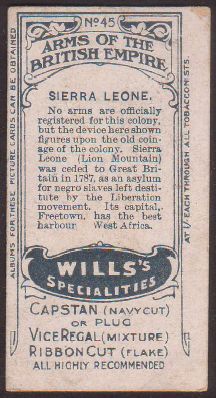 No 45
ARMS OF THE
BRITISH EMPIRE
SIERRA LEONE.
No arms are officially
registered for this colony,
but the device here shown
figures upon the old coin-
age of the colony. Sierra
Leone (Lion Mountain)
was ceded to Great Bri-
tain in 1787, as an asylum
for negro slaves left desti-
tute by the Liberation
movement. Its capital,
Freetown, has the best
harbour West Africa.
WILLS'S
SPECIALITIES
CAPSTAN (NAVY CUT)
OR PLUG
VICE REGAL (MIXTURE)
RIBBON CUT (FLAKE)
ALL HIGHLY RECOMMENDED
ALBUMS FOR THESE PICTURE CARDS CAN BE OBTAINED
AT 1/ EACH THROUGH ALL TOBACCONISTS.